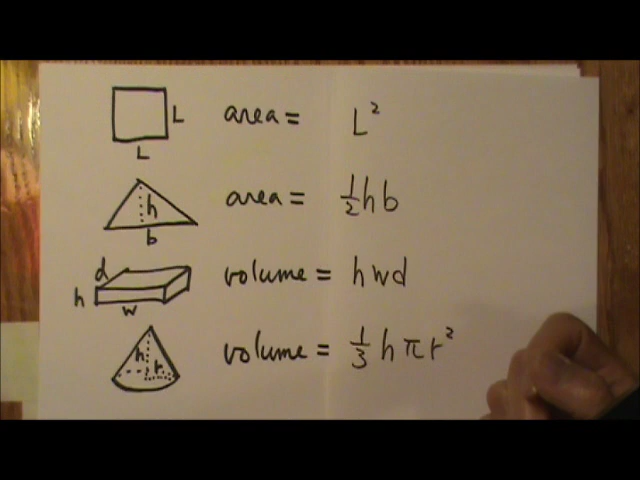 L area = L²
L
h area = ½hb
b
d
h volume = hwd
w
h r volume = ⅓hπr²